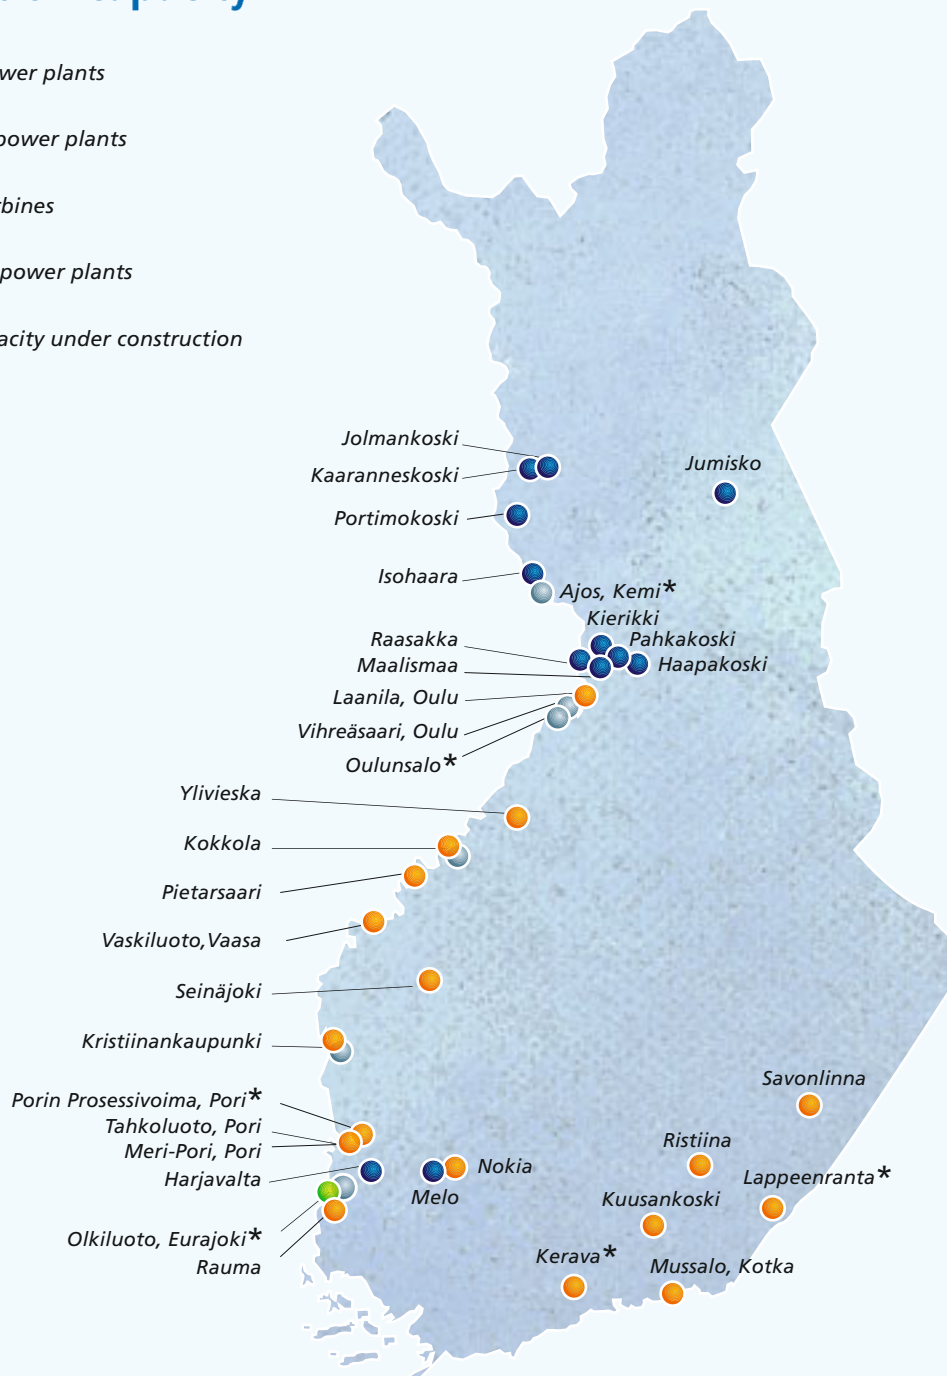 capacity
wer plants
power plants
rbines
power plants
acity under construction
Jolmankoski
Kaaranneskoski
Jumisko
Portimokoski
Isohaara
Ajos, Kemi*
Kierikki
Raasakka
Pahkakoski
Maalismaa
Haapakoski
Laanila, Oulu
Vihreäsaari, Oulu
Oulunsalo*
Ylivieska
Kokkola
Pietarsaari
Vaskiluoto,Vaasa
Seinäjoki
Kristiinankaupunki
Savonlinna
Porin Prosessivoima, Pori*
Tahkoluoto, Pori
Ristiina
Meri-Pori, Pori
Nokia
Harjavalta
Lappeenranta*
Melo
Kuusankoski
Olkiluoto, Eurajoki*
Kerava*
Rauma
Mussalo, Kotka